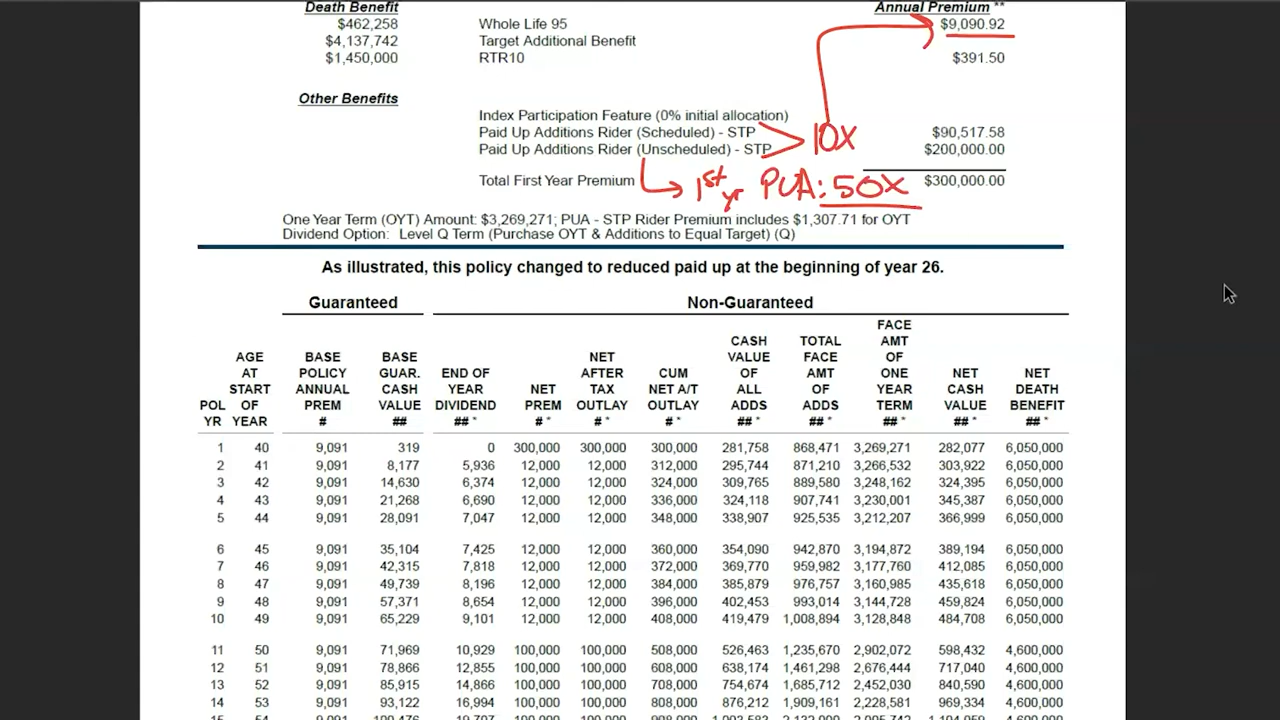 Death Benefit Annual Premium **
$462,258 Whole Life 95 $9,090.92
$4,137,742 Target Additional Benefit
$1,450,000 RTR10 $391.50
Other Benefits
Index Participation Feature (0% initial allocation)
Paid Up Additions Rider (Scheduled) - STP 10X $90,517.58
Paid Up Additions Rider (Unscheduled) - STP $200,000.00
Total First Year Premium 1st yr PUA: 50X $300,000.00
One Year Term (OYT) Amount: $3,269,271; PUA - STP Rider Premium includes $1,307.71 for OYT
Dividend Option: Level Q Term (Purchase OYT & Additions to Equal Target) (Q)
As illustrated, this policy changed to reduced paid up at the beginning of year 26.
Guaranteed Non-Guaranteed
FACE
CASH TOTAL AMT
AGE NET VALUE FACE OF
AT BASE BASE END OF AFTER CUM OF AMT ONE NET NET
START POLICY GUAR. YEAR NET TAX NET A/T ALL OF YEAR CASH DEATH
POL OF ANNUAL CASH DIVIDEND PREM OUTLAY OUTLAY ADDS ADDS TERM VALUE BENEFIT
YR YEAR PREM VALUE ## * # * # * # * ## * ## * ## * ## * ## *
# ##
1 40 9,091 319 0 300,000 300,000 300,000 281,758 868,471 3,269,271 282,077 6,050,000
2 41 9,091 8,177 5,936 12,000 12,000 312,000 295,744 871,210 3,266,532 303,922 6,050,000
3 42 9,091 14,630 6,374 12,000 12,000 324,000 309,765 889,580 3,248,162 324,395 6,050,000
4 43 9,091 21,268 6,690 12,000 12,000 336,000 324,118 907,741 3,230,001 345,387 6,050,000
5 44 9,091 28,091 7,047 12,000 12,000 348,000 338,907 925,535 3,212,207 366,999 6,050,000
6 45 9,091 35,104 7,425 12,000 12,000 360,000 354,090 942,870 3,194,872 389,194 6,050,000
7 46 9,091 42,315 7,818 12,000 12,000 372,000 369,770 959,982 3,177,760 412,085 6,050,000
8 47 9,091 49,739 8,196 12,000 12,000 384,000 385,879 976,757 3,160,985 435,618 6,050,000
9 48 9,091 57,371 8,654 12,000 12,000 396,000 402,453 993,014 3,144,728 459,824 6,050,000
10 49 9,091 65,229 9,101 12,000 12,000 408,000 419,479 1,008,894 3,128,848 484,708 6,050,000
11 50 9,091 71,969 10,929 100,000 100,000 508,000 526,463 1,235,670 2,902,072 598,432 4,600,000
12 51 9,091 78,866 12,855 100,000 100,000 608,000 638,174 1,461,298 2,676,444 717,040 4,600,000
13 52 9,091 85,915 14,866 100,000 100,000 708,000 754,674 1,685,712 2,452,030 840,590 4,600,000
14 53 9,091 93,122 16,994 100,000 100,000 808,000 876,212 1,909,161 2,228,581 969,334 4,600,000